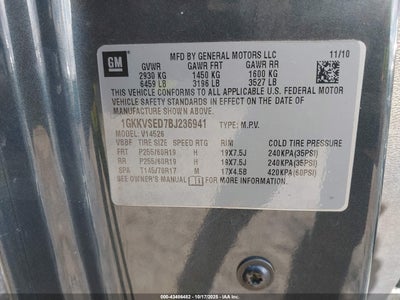 GM
MFD BY GENERAL MOTORS LLC 11/10
GVWR GAWR FRT GAWR RR
2930 KG 1450 KG 1600 KG
6459 LB 3196 LB 3527 LB
THIS VEHICLE CONFORMS TO ALL APPLICABLE U.S. FEDERAL MOTOR
VEHICLE SAFETY STANDARDS IN EFFECT ON THE DATE OF
MANUFACTURE SHOWN ABOVE.
1GKKVSED7BJ236941 TYPE: M.P.V.
MODEL: V14526
VSBF TIRE SIZE SPEED RTG RIM COLD TIRE PRESSURE
FRT P255/60R19 H 19X7.5J 240KPA(35PSI)
RR P255/60R19 H 19X7.5J 240KPA(35PSI)
SPA T145/70R17 M 17X4.5B 420KPA(60PSI)
SEE OWNER'S MANUAL FOR MORE INFORMATION.
© IAA
#O: 43498482 - 10/17/2025 - IAAI.COM